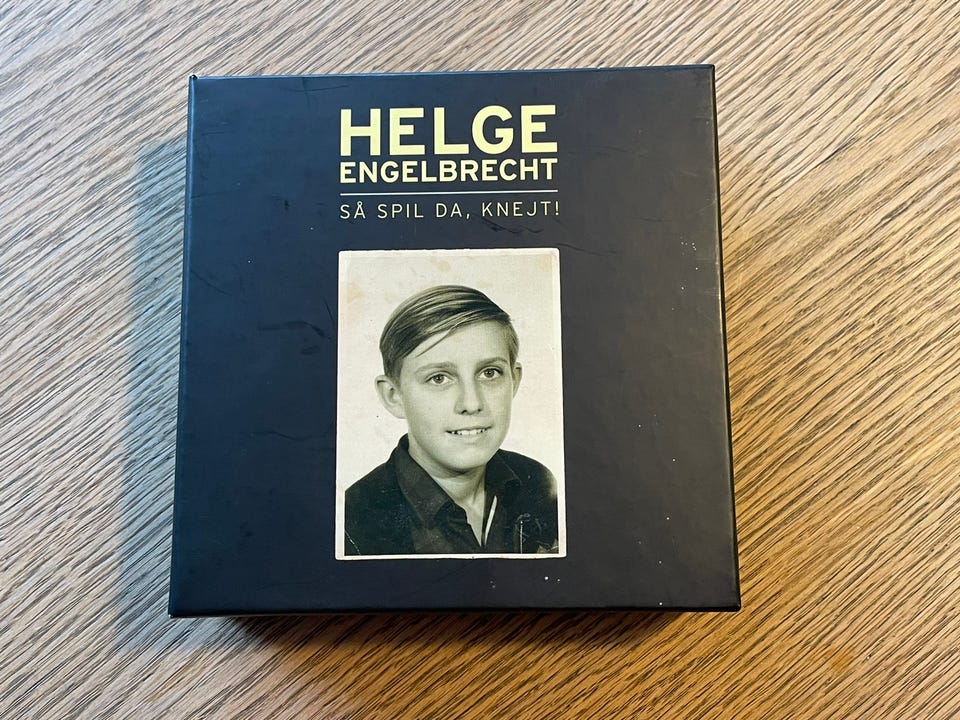 HELGE
ENGELBRECHT
SÅ SPIL DA, KNEJT!